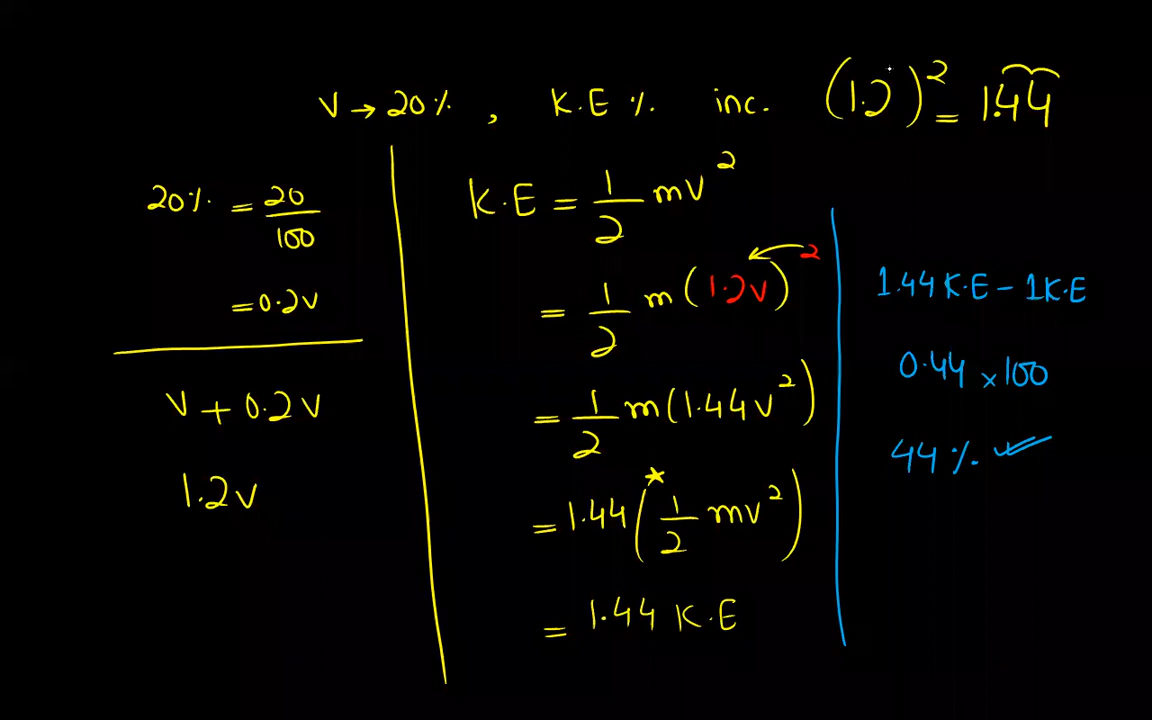 V → 20% , K.E % inc. (1.2)² = 1.44
20% = 20/100
= 0.2v
V + 0.2V
1.2v
K.E = 1/2 mv²
= 1/2 m(1.2v)²
= 1/2 m(1.44v²)
= 1.44(1/2 mv²)
= 1.44 K.E
1.44K.E - 1K.E
0.44 × 100
44%